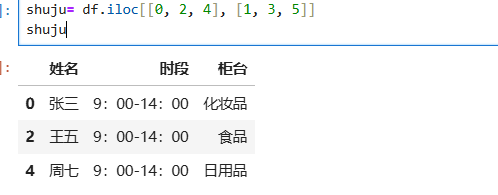 ]: shuju= df.iloc[[0, 2, 4], [1, 3, 5]]
shuju
]:
姓名 时段 柜台
0 张三 9：00-14：00 化妆品
2 王五 9：00-14：00 食品
4 周七 9：00-14：00 日用品